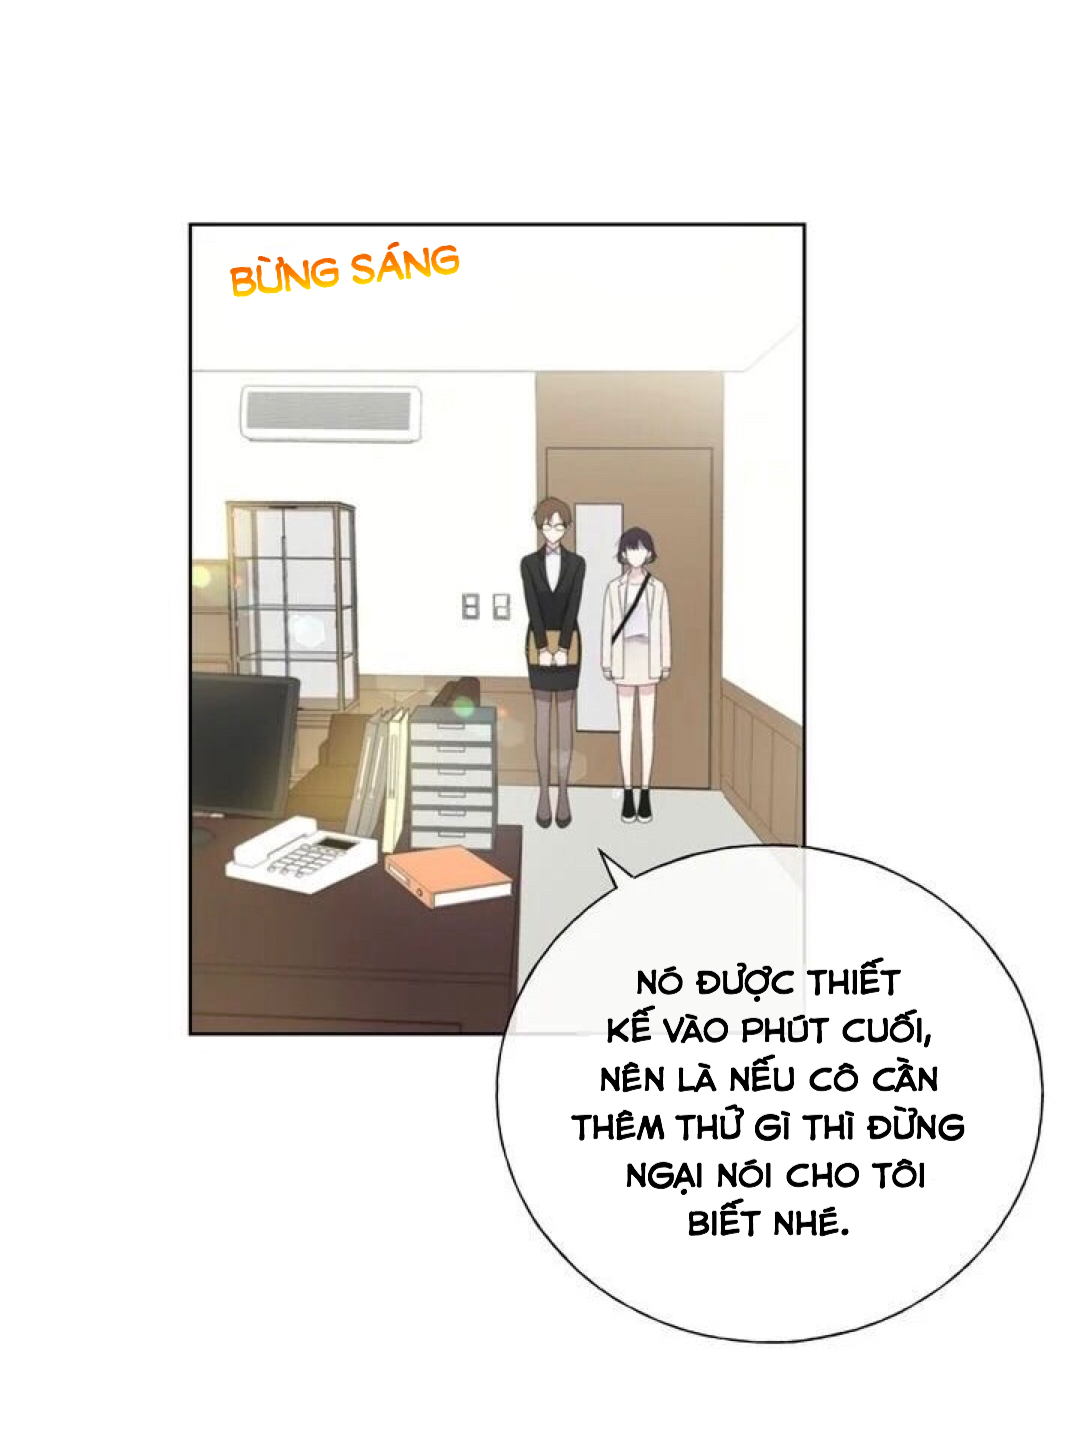 BỪNG SÁNG
NÓ ĐƯỢC THIẾT
KẾ VÀO PHÚT CUỐI,
NÊN LÀ NẾU CÔ CẦN
THÊM THỨ GÌ THÌ ĐỪNG
NGẠI NÓI CHO TÔI
BIẾT NHÉ.